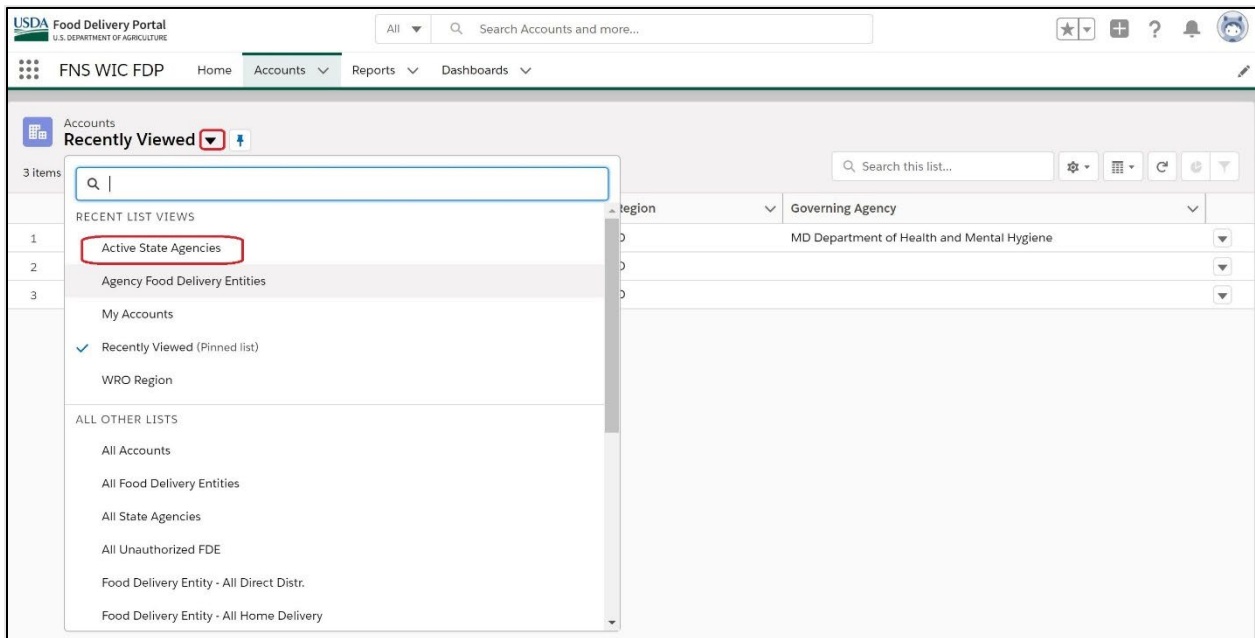 USDA Food Delivery Portal
U.S. DEPARTMENT OF AGRICULTURE
All
Search Accounts and more...
FNS WIC FDP
Home
Accounts
Reports
Dashboards
Accounts
Recently Viewed
3 items
Search this list...
Region
Governing Agency
1
MD Department of Health and Mental Hygiene
2
3
RECENT LIST VIEWS
Active State Agencies
Agency Food Delivery Entities
My Accounts
Recently Viewed (Pinned list)
WRO Region
ALL OTHER LISTS
All Accounts
All Food Delivery Entities
All State Agencies
All Unauthorized FDE
Food Delivery Entity - All Direct Distr.
Food Delivery Entity - All Home Delivery